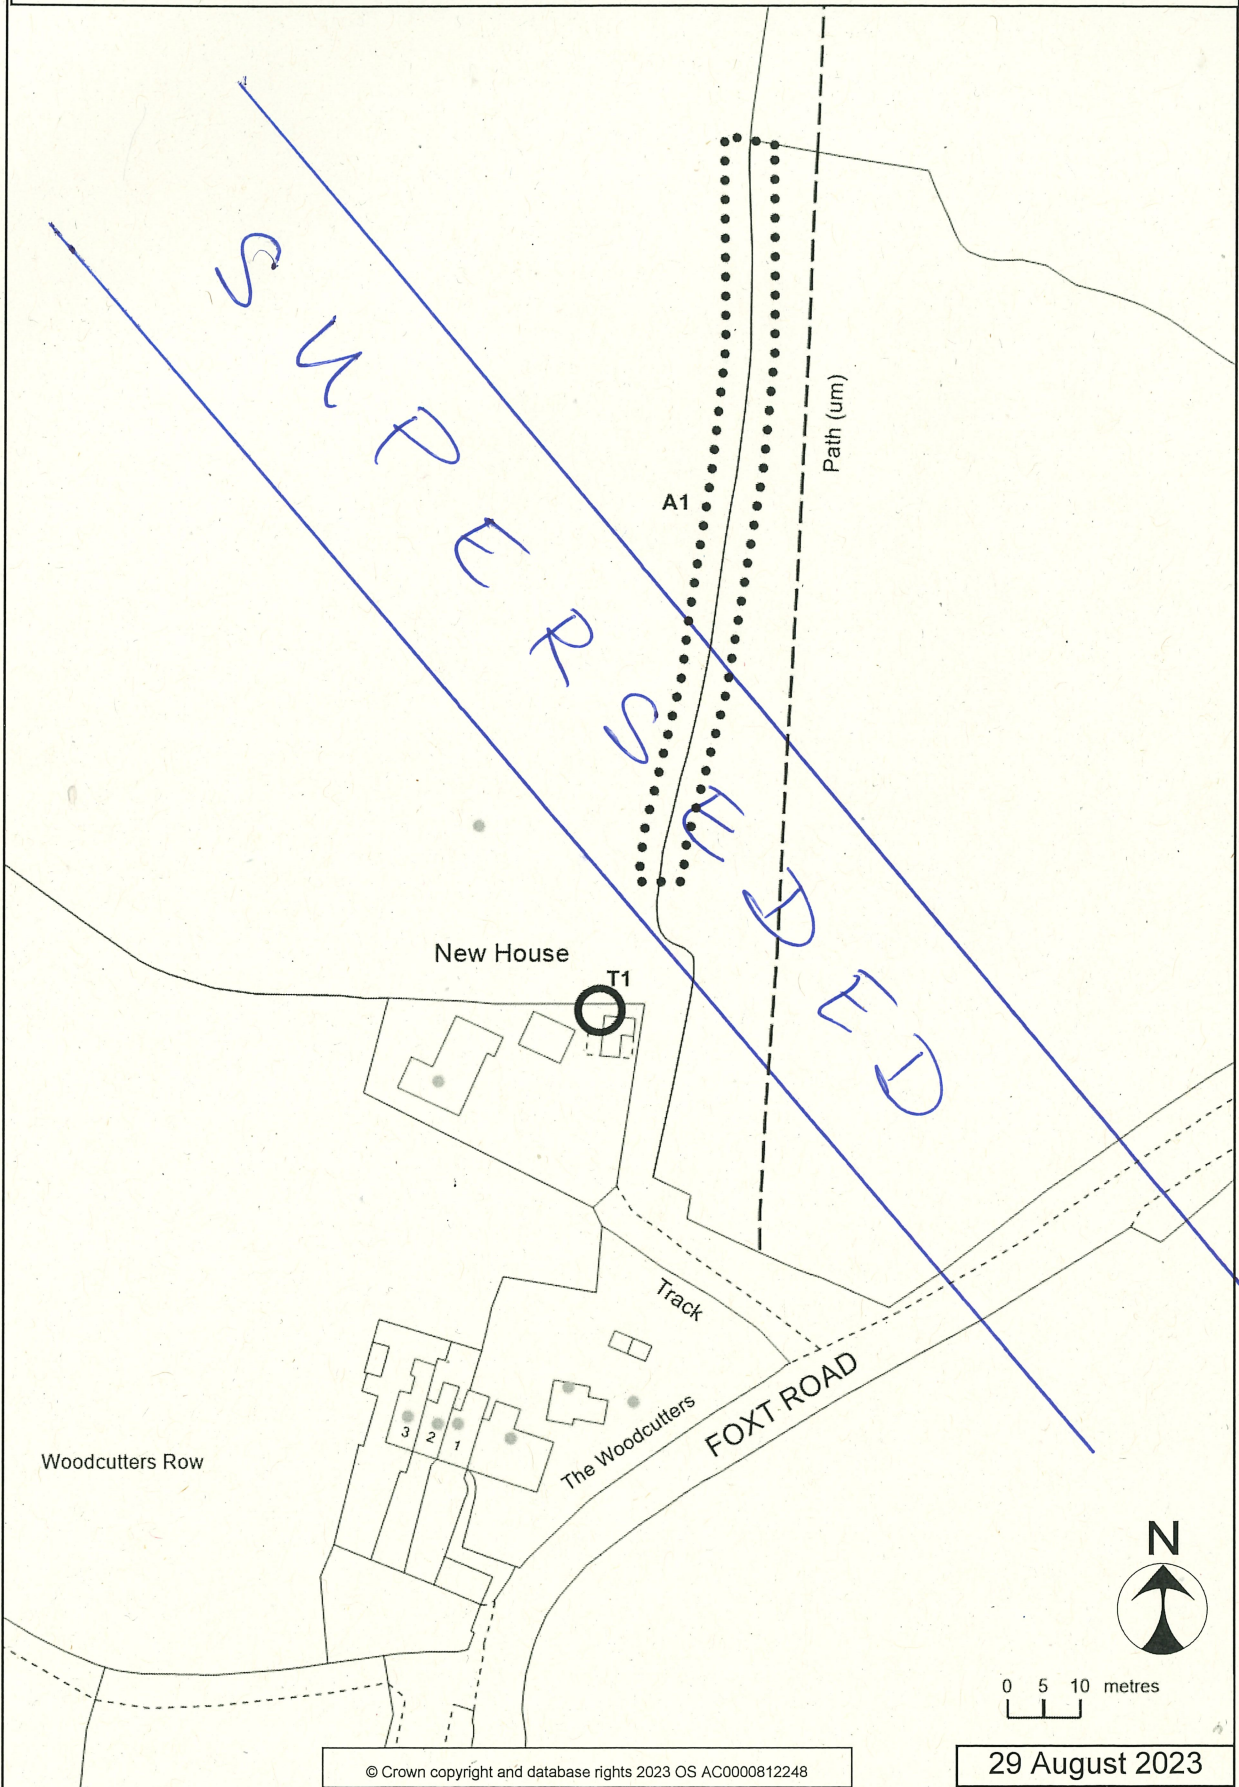 SUPERSEDED
Path (um)
A1
New House
T1
Track
The Woodcutters
FOXT ROAD
3 2 1
Woodcutters Row
N
0 5 10 metres
© Crown copyright and database rights 2023 OS AC0000812248
29 August 2023